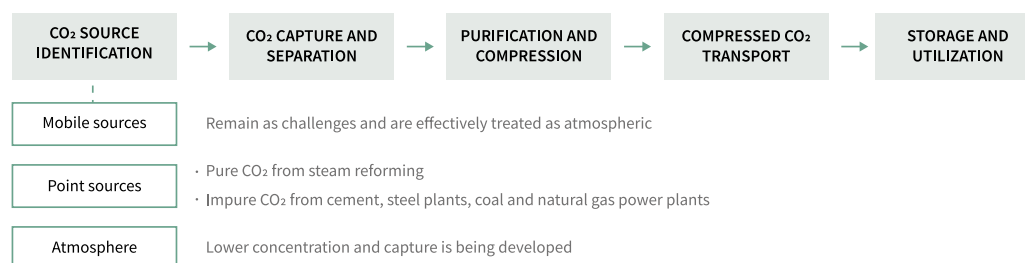 CO₂ SOURCE
IDENTIFICATION
CO₂ CAPTURE AND
SEPARATION
PURIFICATION AND
COMPRESSION
COMPRESSED CO₂
TRANSPORT
STORAGE AND
UTILIZATION
Mobile sources
Remain as challenges and are effectively treated as atmospheric
Point sources
· Pure CO₂ from steam reforming
· Impure CO₂ from cement, steel plants, coal and natural gas power plants
Atmosphere
Lower concentration and capture is being developed